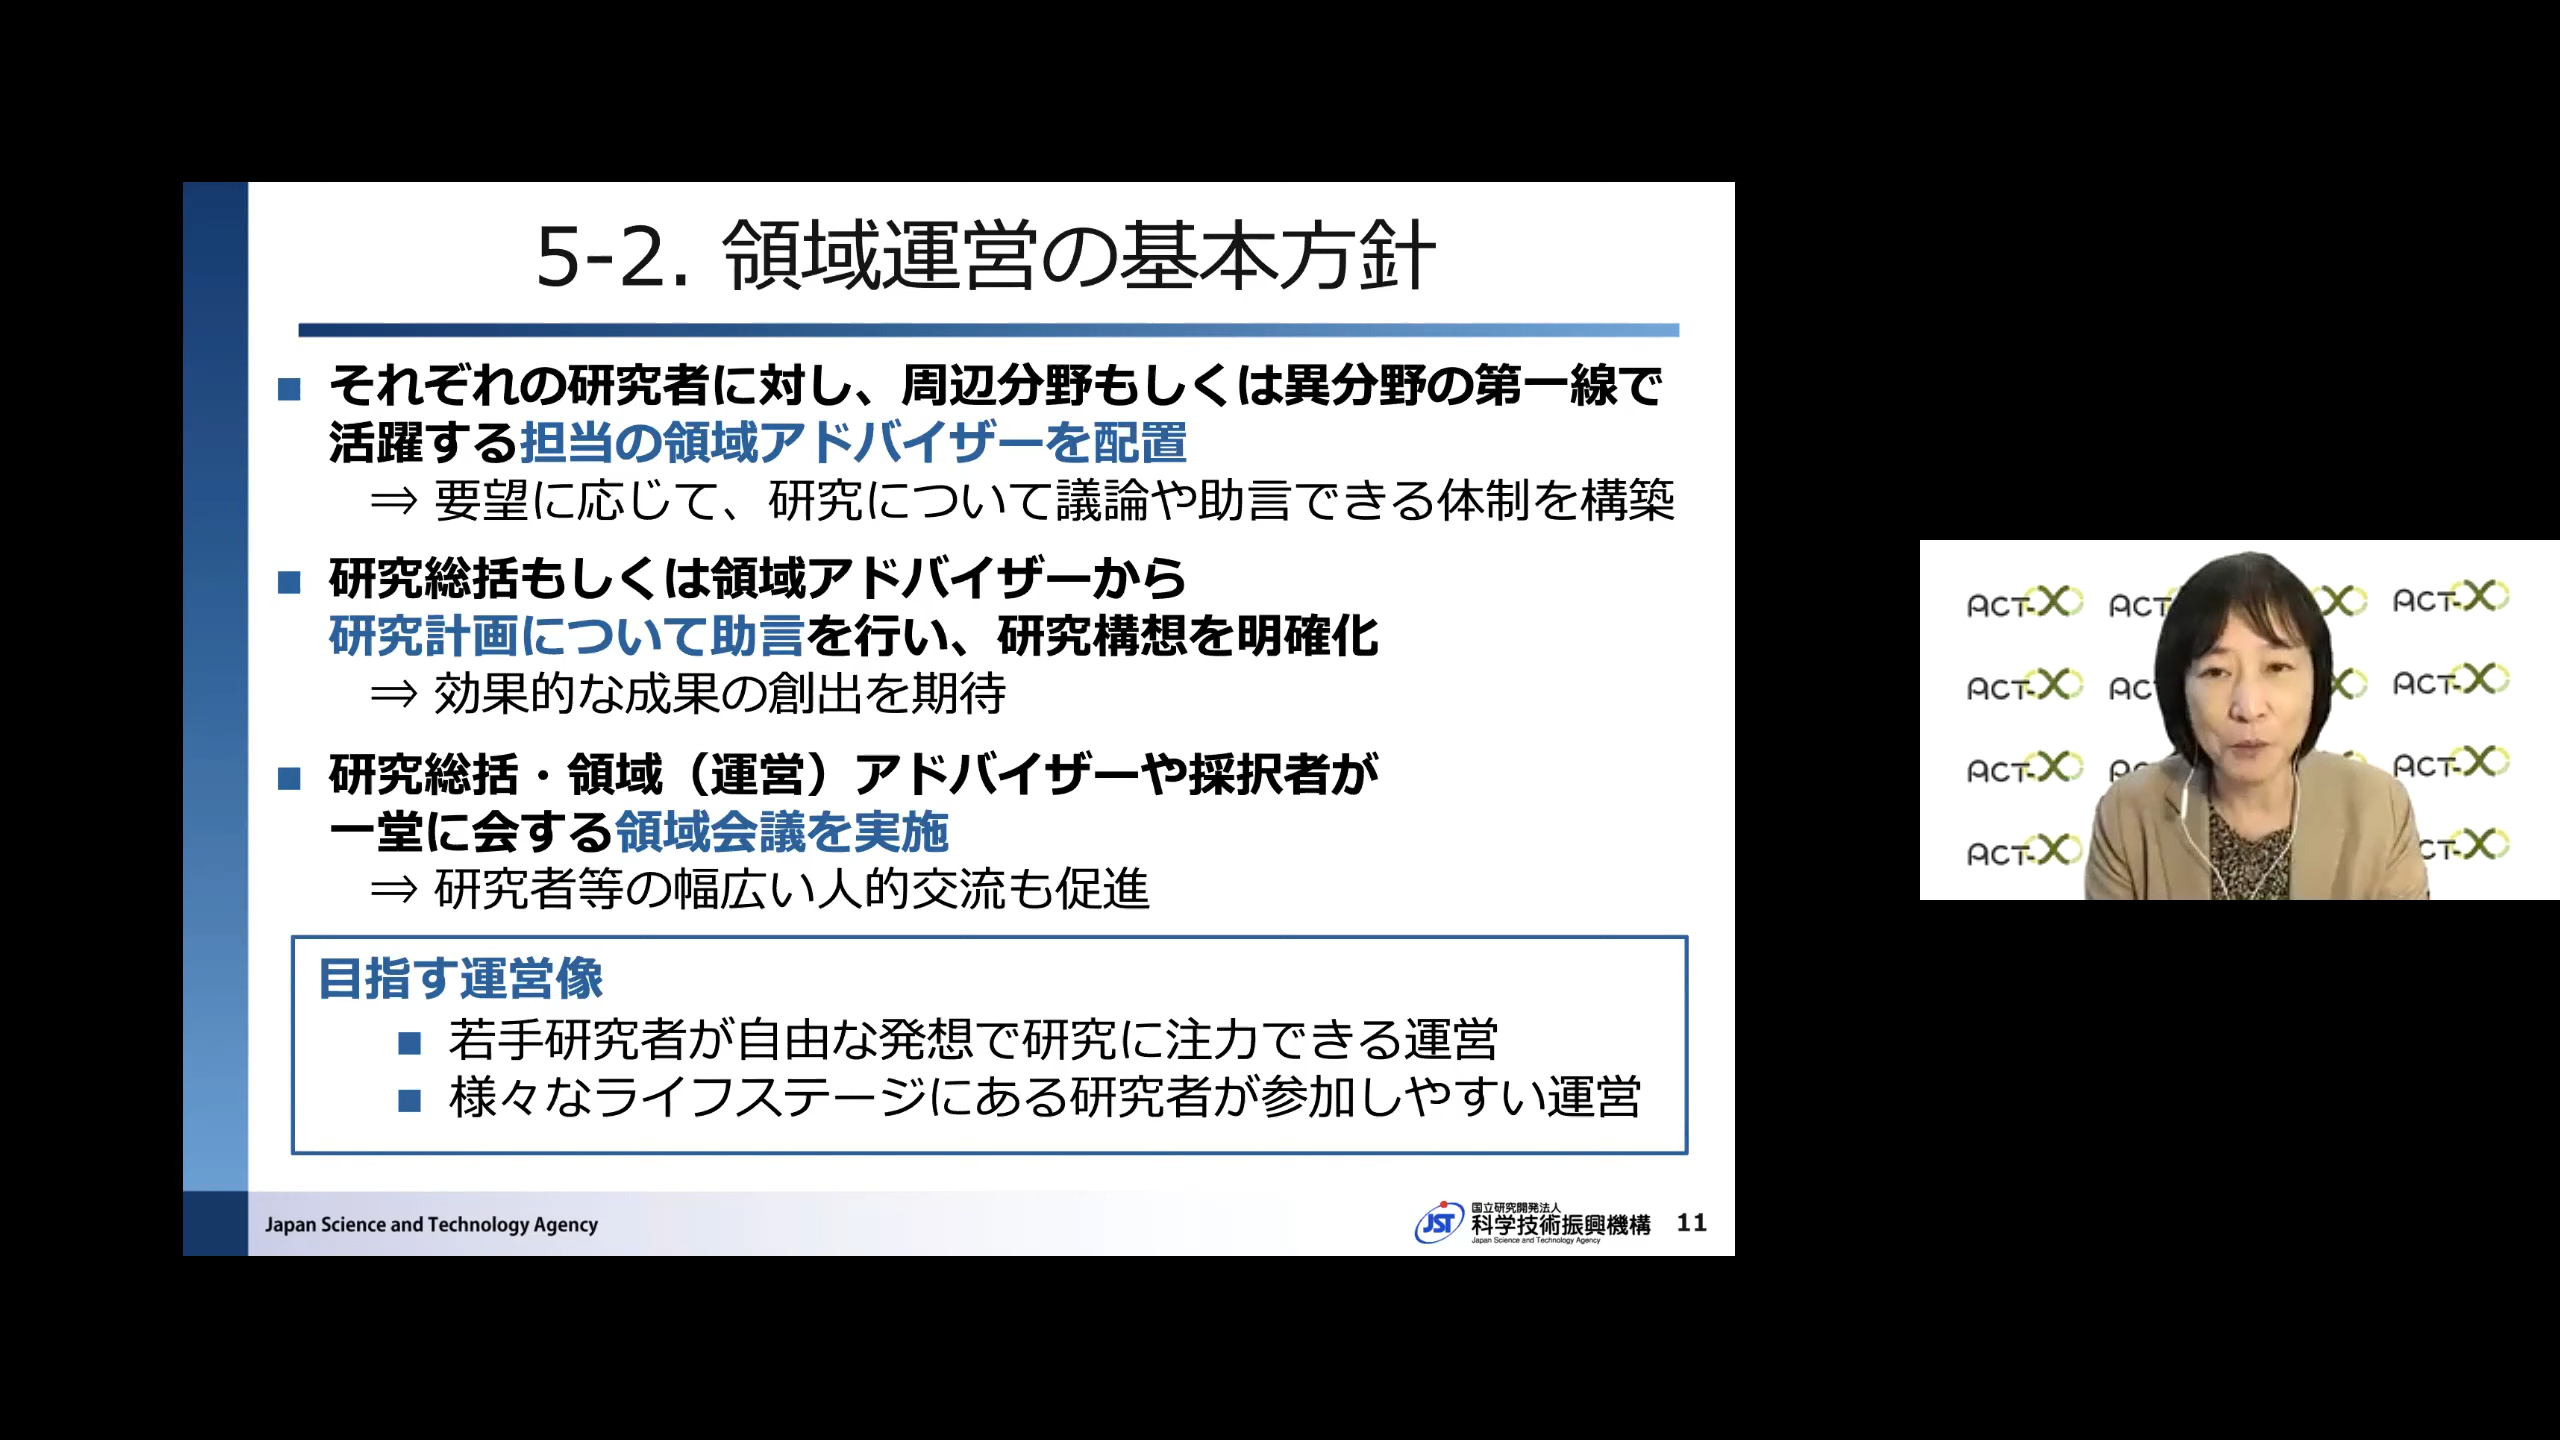 5-2. 領域運営の基本方針
■ それぞれの研究者に対し、周辺分野もしくは異分野の第一線で
活躍する担当の領域アドバイザーを配置
⇒ 要望に応じて、研究について議論や助言できる体制を構築
■ 研究総括もしくは領域アドバイザーから
研究計画について助言を行い、研究構想を明確化
⇒ 効果的な成果の創出を期待
■ 研究総括・領域（運営）アドバイザーや採択者が
一堂に会する領域会議を実施
⇒ 研究者等の幅広い人的交流も促進
目指す運営像
■ 若手研究者が自由な発想で研究に注力できる運営
■ 様々なライフステージにある研究者が参加しやすい運営
Japan Science and Technology Agency
JST
国立研究開発法人
科学技術振興機構
Japan Science and Technology Agency
11
ACT-X ACT X ACT-X
ACT-X AC X ACT-X
ACT-X A ACT-X
ACT-X CT-X